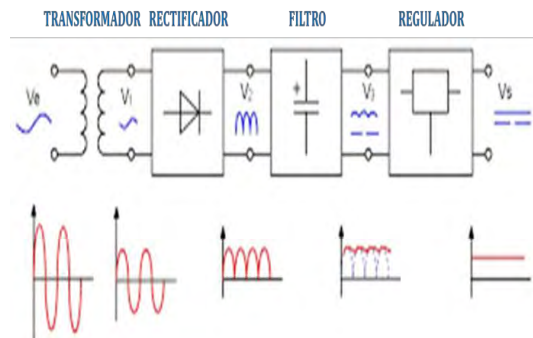 TRANSFORMADOR RECTIFICADOR FILTRO REGULADOR
Ve V1 V2 + V3 Vs